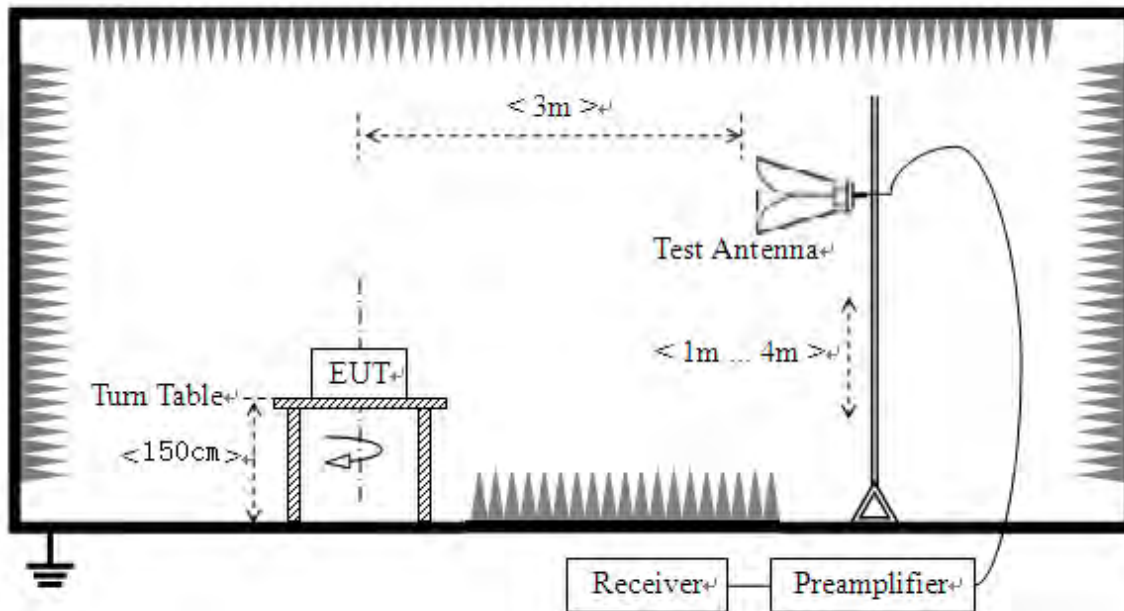 < 3m >↵
Test Antenna↵
< 1m ... 4m >↵
EUT↵
Turn Table↵
<150cm>↵
Receiver↵
Preamplifier↵